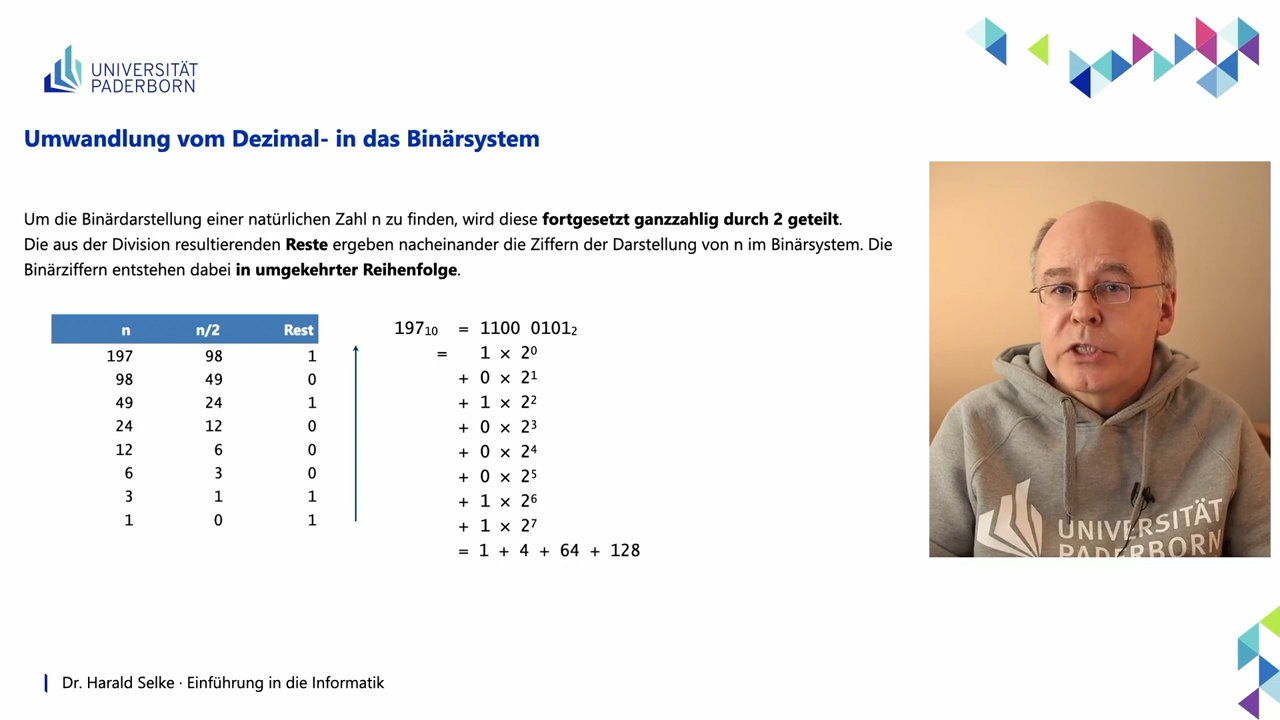 UNIVERSITÄT
PADERBORN
Umwandlung vom Dezimal- in das Binärsystem
Um die Binärdarstellung einer natürlichen Zahl n zu finden, wird diese fortgesetzt ganzzahlig durch 2 geteilt.
Die aus der Division resultierenden Reste ergeben nacheinander die Ziffern der Darstellung von n im Binärsystem. Die
Binärziffern entstehen dabei in umgekehrter Reihenfolge.
n n/2 Rest
197 98 1
98 49 0
49 24 1
24 12 0
12 6 0
6 3 0
3 1 1
1 0 1
197₁₀ = 1100 0101₂
= 1 × 2⁰
+ 0 × 2¹
+ 1 × 2²
+ 0 × 2³
+ 0 × 2⁴
+ 0 × 2⁵
+ 1 × 2⁶
+ 1 × 2⁷
= 1 + 4 + 64 + 128
UNIVERSITÄT
PADERBORN
Dr. Harald Selke · Einführung in die Informatik